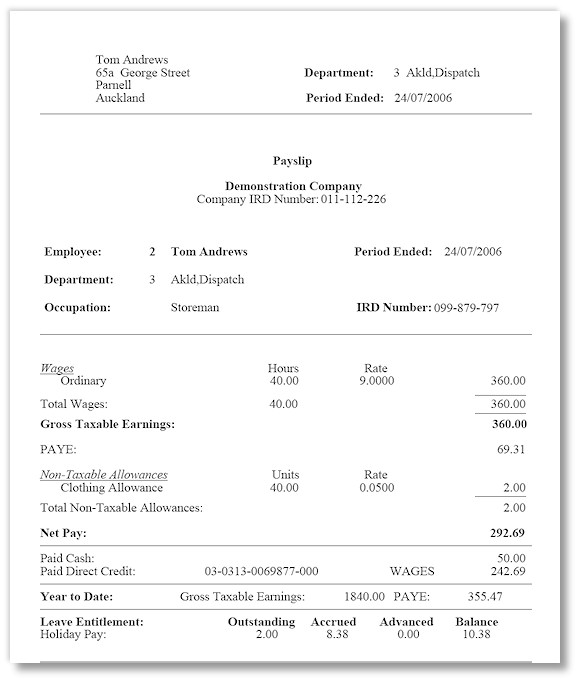 Tom Andrews
65a George Street Department: 3 Akld,Dispatch
Parnell
Auckland Period Ended: 24/07/2006
Payslip
Demonstration Company
Company IRD Number: 011-112-226
Employee: 2 Tom Andrews Period Ended: 24/07/2006
Department: 3 Akld,Dispatch
Occupation: Storeman IRD Number: 099-879-797
Wages Hours Rate
Ordinary 40.00 9.0000 360.00
Total Wages: 40.00 360.00
Gross Taxable Earnings: 360.00
PAYE: 69.31
Non-Taxable Allowances Units Rate
Clothing Allowance 40.00 0.0500 2.00
Total Non-Taxable Allowances: 2.00
Net Pay: 292.69
Paid Cash: 50.00
Paid Direct Credit: 03-0313-0069877-000 WAGES 242.69
Year to Date: Gross Taxable Earnings: 1840.00 PAYE: 355.47
Leave Entitlement: Outstanding Accrued Advanced Balance
Holiday Pay: 2.00 8.38 0.00 10.38